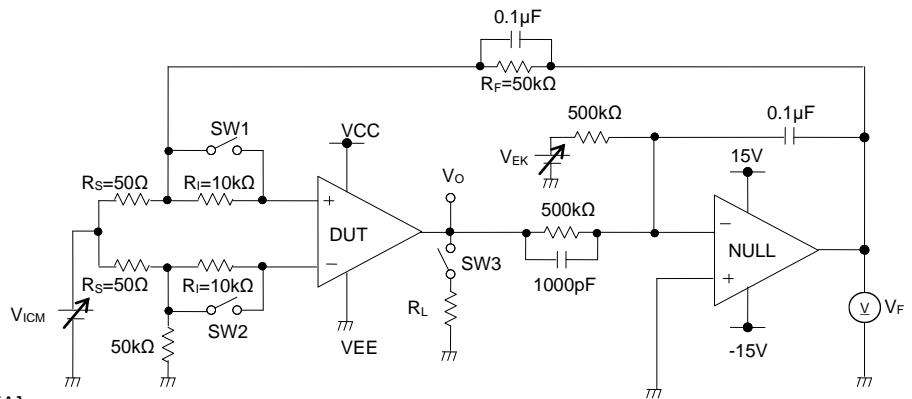 0.1μF
RF=50kΩ
500kΩ
0.1μF
SW1
VCC
VEK
15V
RS=50Ω
RI=10kΩ
VO
500kΩ
+
DUT
−
SW3
−
NULL
+
1000pF
RS=50Ω
RI=10kΩ
VICM
SW2
RL
V
VF
50kΩ
VEE
-15V